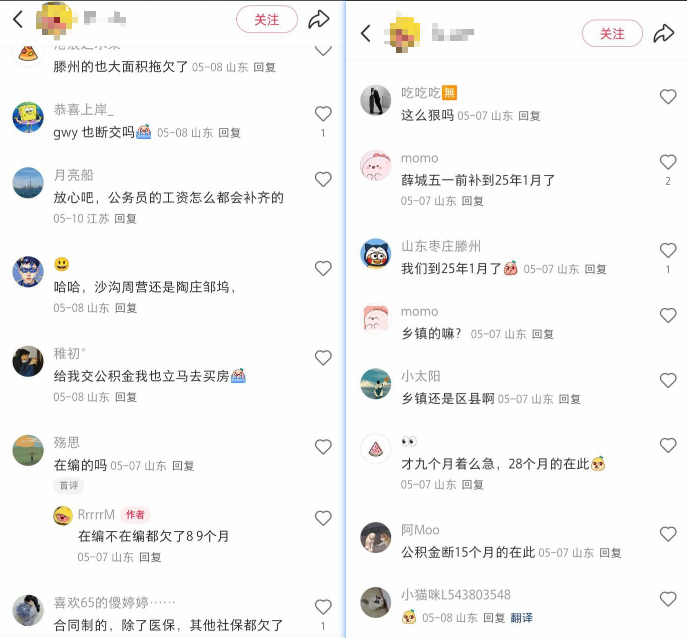 关注
滕州的也大面积拖欠了 05-08 山东 回复
恭喜上岸_
gwy 也断交吗 05-08 山东 回复
1
月亮船
放心吧，公务员的工资怎么都会补齐的
05-10 江苏 回复
哈哈，沙沟周营还是陶庄邹坞，
05-08 山东 回复
稚初°
给我交公积金我也立马去买房
05-08 山东 回复
殇思
在编的吗 05-07 山东 回复
首评
RrrrrM 作者
在编不在编都欠了8 9个月
05-07 山东 回复
喜欢65的傻婷婷……
合同制的，除了医保，其他社保都欠了
1
关注
吃吃吃🈚
这么狠吗 05-07 山东 回复
momo
薛城五一前补到25年1月了
05-07 山东 回复
2
山东枣庄滕州
我们到25年1月了 05-07 山东 回复
1
momo
乡镇的嘛？ 05-07 山东 回复
小太阳
乡镇还是区县啊 05-07 山东 回复
才九个月着么急，28个月的在此
05-07 山东 回复
阿Moo
公积金断15个月的在此 05-07 山东 回复
小猫咪L543803548
05-08 山东 回复 翻译